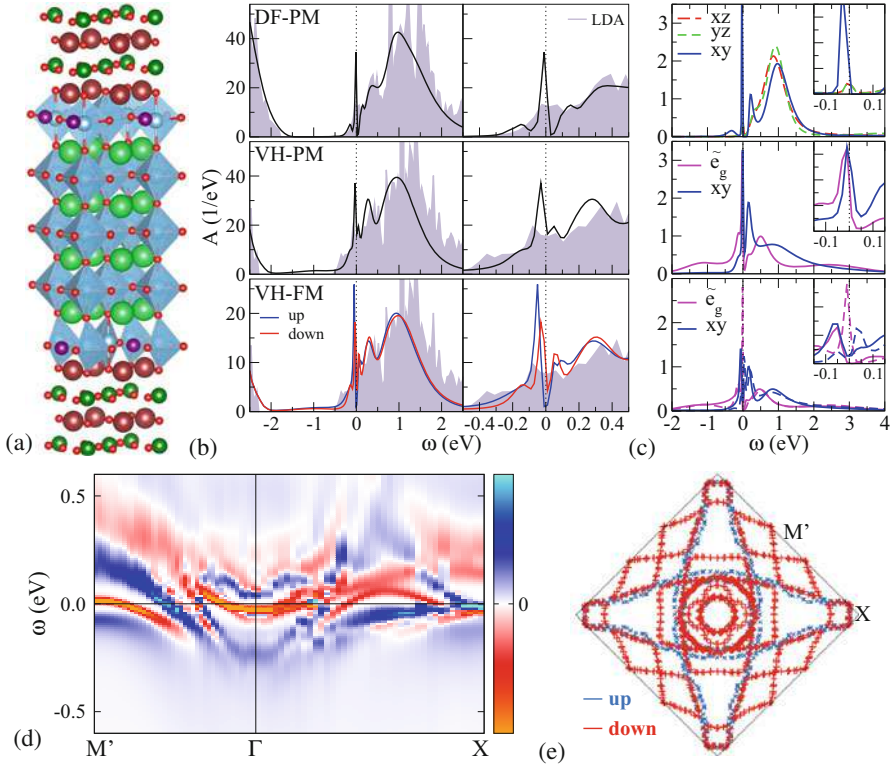 (a)
(b)
DF-PM
LDA
40
20
0
VH-PM
A (1/eV)
40
20
0
VH-FM
up
down
20
10
0
-2
-1
0
1
2
-0.4
-0.2
0
0.2
0.4
ω (eV)
(c)
xz
yz
xy
6
4
2
0
-0.1
0.1
ẽg
xy
3
2
1
0
-0.1
0.1
ẽg
xy
3
2
1
0
-0.1
0.1
-2
-1
0
1
2
3
4
ω (eV)
(d)
ω (eV)
0.5
0.0
-0.5
M'
Γ
X
0
(e)
M'
X
up
down